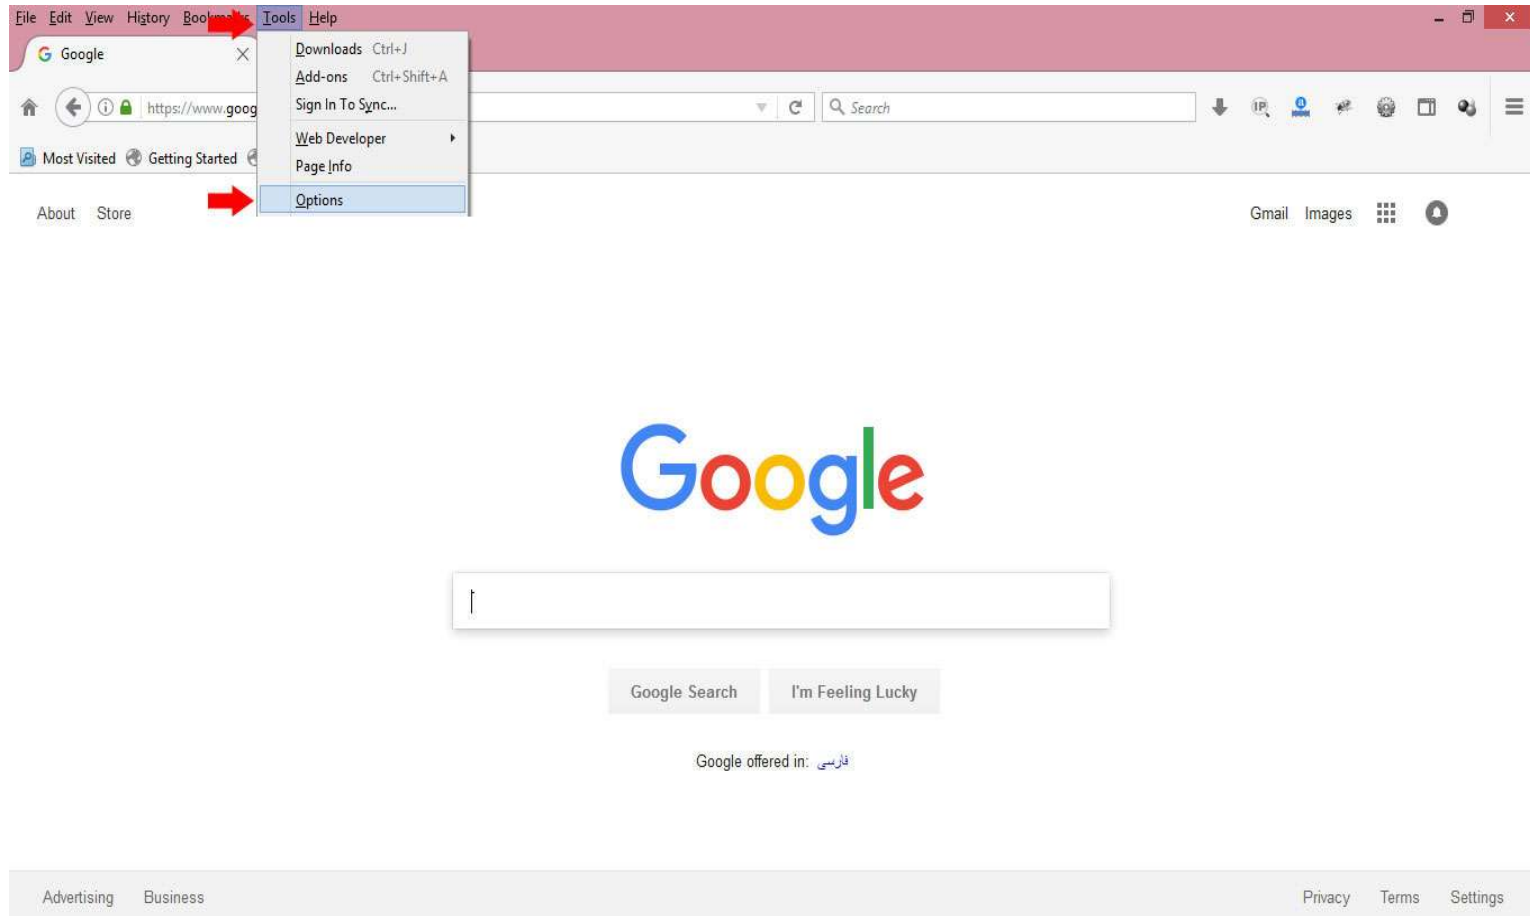 File Edit View History Tools Help
Google
Downloads Ctrl+J
Add-ons Ctrl+Shift+A
Sign In To Sync...
https://www.goog
Search
IP
Web Developer
Most Visited Getting Started
Page Info
Options
About Store
Gmail Images
Google
Google Search I'm Feeling Lucky
Google offered in: فارسی
Advertising Business
Privacy Terms Settings